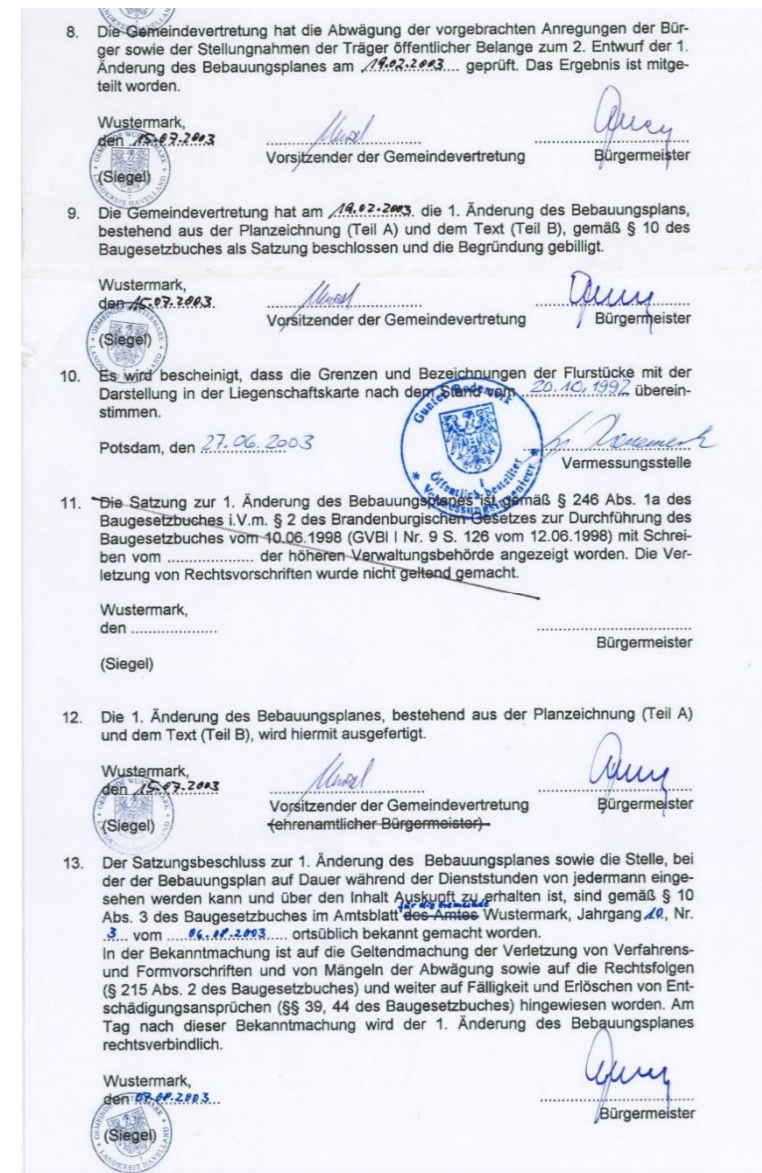 8. Die Gemeindevertretung hat die Abwägung der vorgebrachten Anregungen der Bür-
ger sowie der Stellungnahmen der Träger öffentlicher Belange zum 2. Entwurf der 1.
Änderung des Bebauungsplanes am 19.02.2003 geprüft. Das Ergebnis ist mitge-
teilt worden.
Wustermark,
den 15.07.2003
Vorsitzender der Gemeindevertretung Bürgermeister
(Siegel)
9. Die Gemeindevertretung hat am 19.02.2003. die 1. Änderung des Bebauungsplans,
bestehend aus der Planzeichnung (Teil A) und dem Text (Teil B), gemäß § 10 des
Baugesetzbuches als Satzung beschlossen und die Begründung gebilligt.
Wustermark,
den 15.07.2003
Vorsitzender der Gemeindevertretung Bürgermeister
(Siegel)
10. Es wird bescheinigt, dass die Grenzen und Bezeichnungen der Flurstücke mit der
Darstellung in der Liegenschaftskarte nach dem Stand vom 20.10.1992 überein-
stimmen.
Potsdam, den 27.06.2003
Öffentlich bestellter Vermessungsingenieur
Vermessungsstelle
11. Die Satzung zur 1. Änderung des Bebauungsplanes ist gemäß § 246 Abs. 1a des
Baugesetzbuches i.V.m. § 2 des Brandenburgischen Gesetzes zur Durchführung des
Baugesetzbuches vom 10.06.1998 (GVBl I Nr. 9 S. 126 vom 12.06.1998) mit Schrei-
ben vom ................... der höheren Verwaltungsbehörde angezeigt worden. Die Ver-
letzung von Rechtsvorschriften wurde nicht geltend gemacht.
Wustermark,
den ...................
Bürgermeister
(Siegel)
12. Die 1. Änderung des Bebauungsplanes, bestehend aus der Planzeichnung (Teil A)
und dem Text (Teil B), wird hiermit ausgefertigt.
Wustermark,
den 15.07.2003
Vorsitzender der Gemeindevertretung Bürgermeister
(Siegel) (ehrenamtlicher Bürgermeister)
13. Der Satzungsbeschluss zur 1. Änderung des Bebauungsplanes sowie die Stelle, bei
der der Bebauungsplan auf Dauer während der Dienststunden von jedermann einge-
sehen werden kann und über den Inhalt Auskunft zu erhalten ist, sind gemäß § 10
für die Gemeinde
Abs. 3 des Baugesetzbuches im Amtsblatt des Amtes Wustermark, Jahrgang 10., Nr.
3 vom 06.08.2003 ortsüblich bekannt gemacht worden.
In der Bekanntmachung ist auf die Geltendmachung der Verletzung von Verfahrens-
und Formvorschriften und von Mängeln der Abwägung sowie auf die Rechtsfolgen
(§ 215 Abs. 2 des Baugesetzbuches) und weiter auf Fälligkeit und Erlöschen von Ent-
schädigungsansprüchen (§§ 39, 44 des Baugesetzbuches) hingewiesen worden. Am
Tag nach dieser Bekanntmachung wird der 1. Änderung des Bebauungsplanes
rechtsverbindlich.
Wustermark,
den 07.08.2003
Bürgermeister
(Siegel)